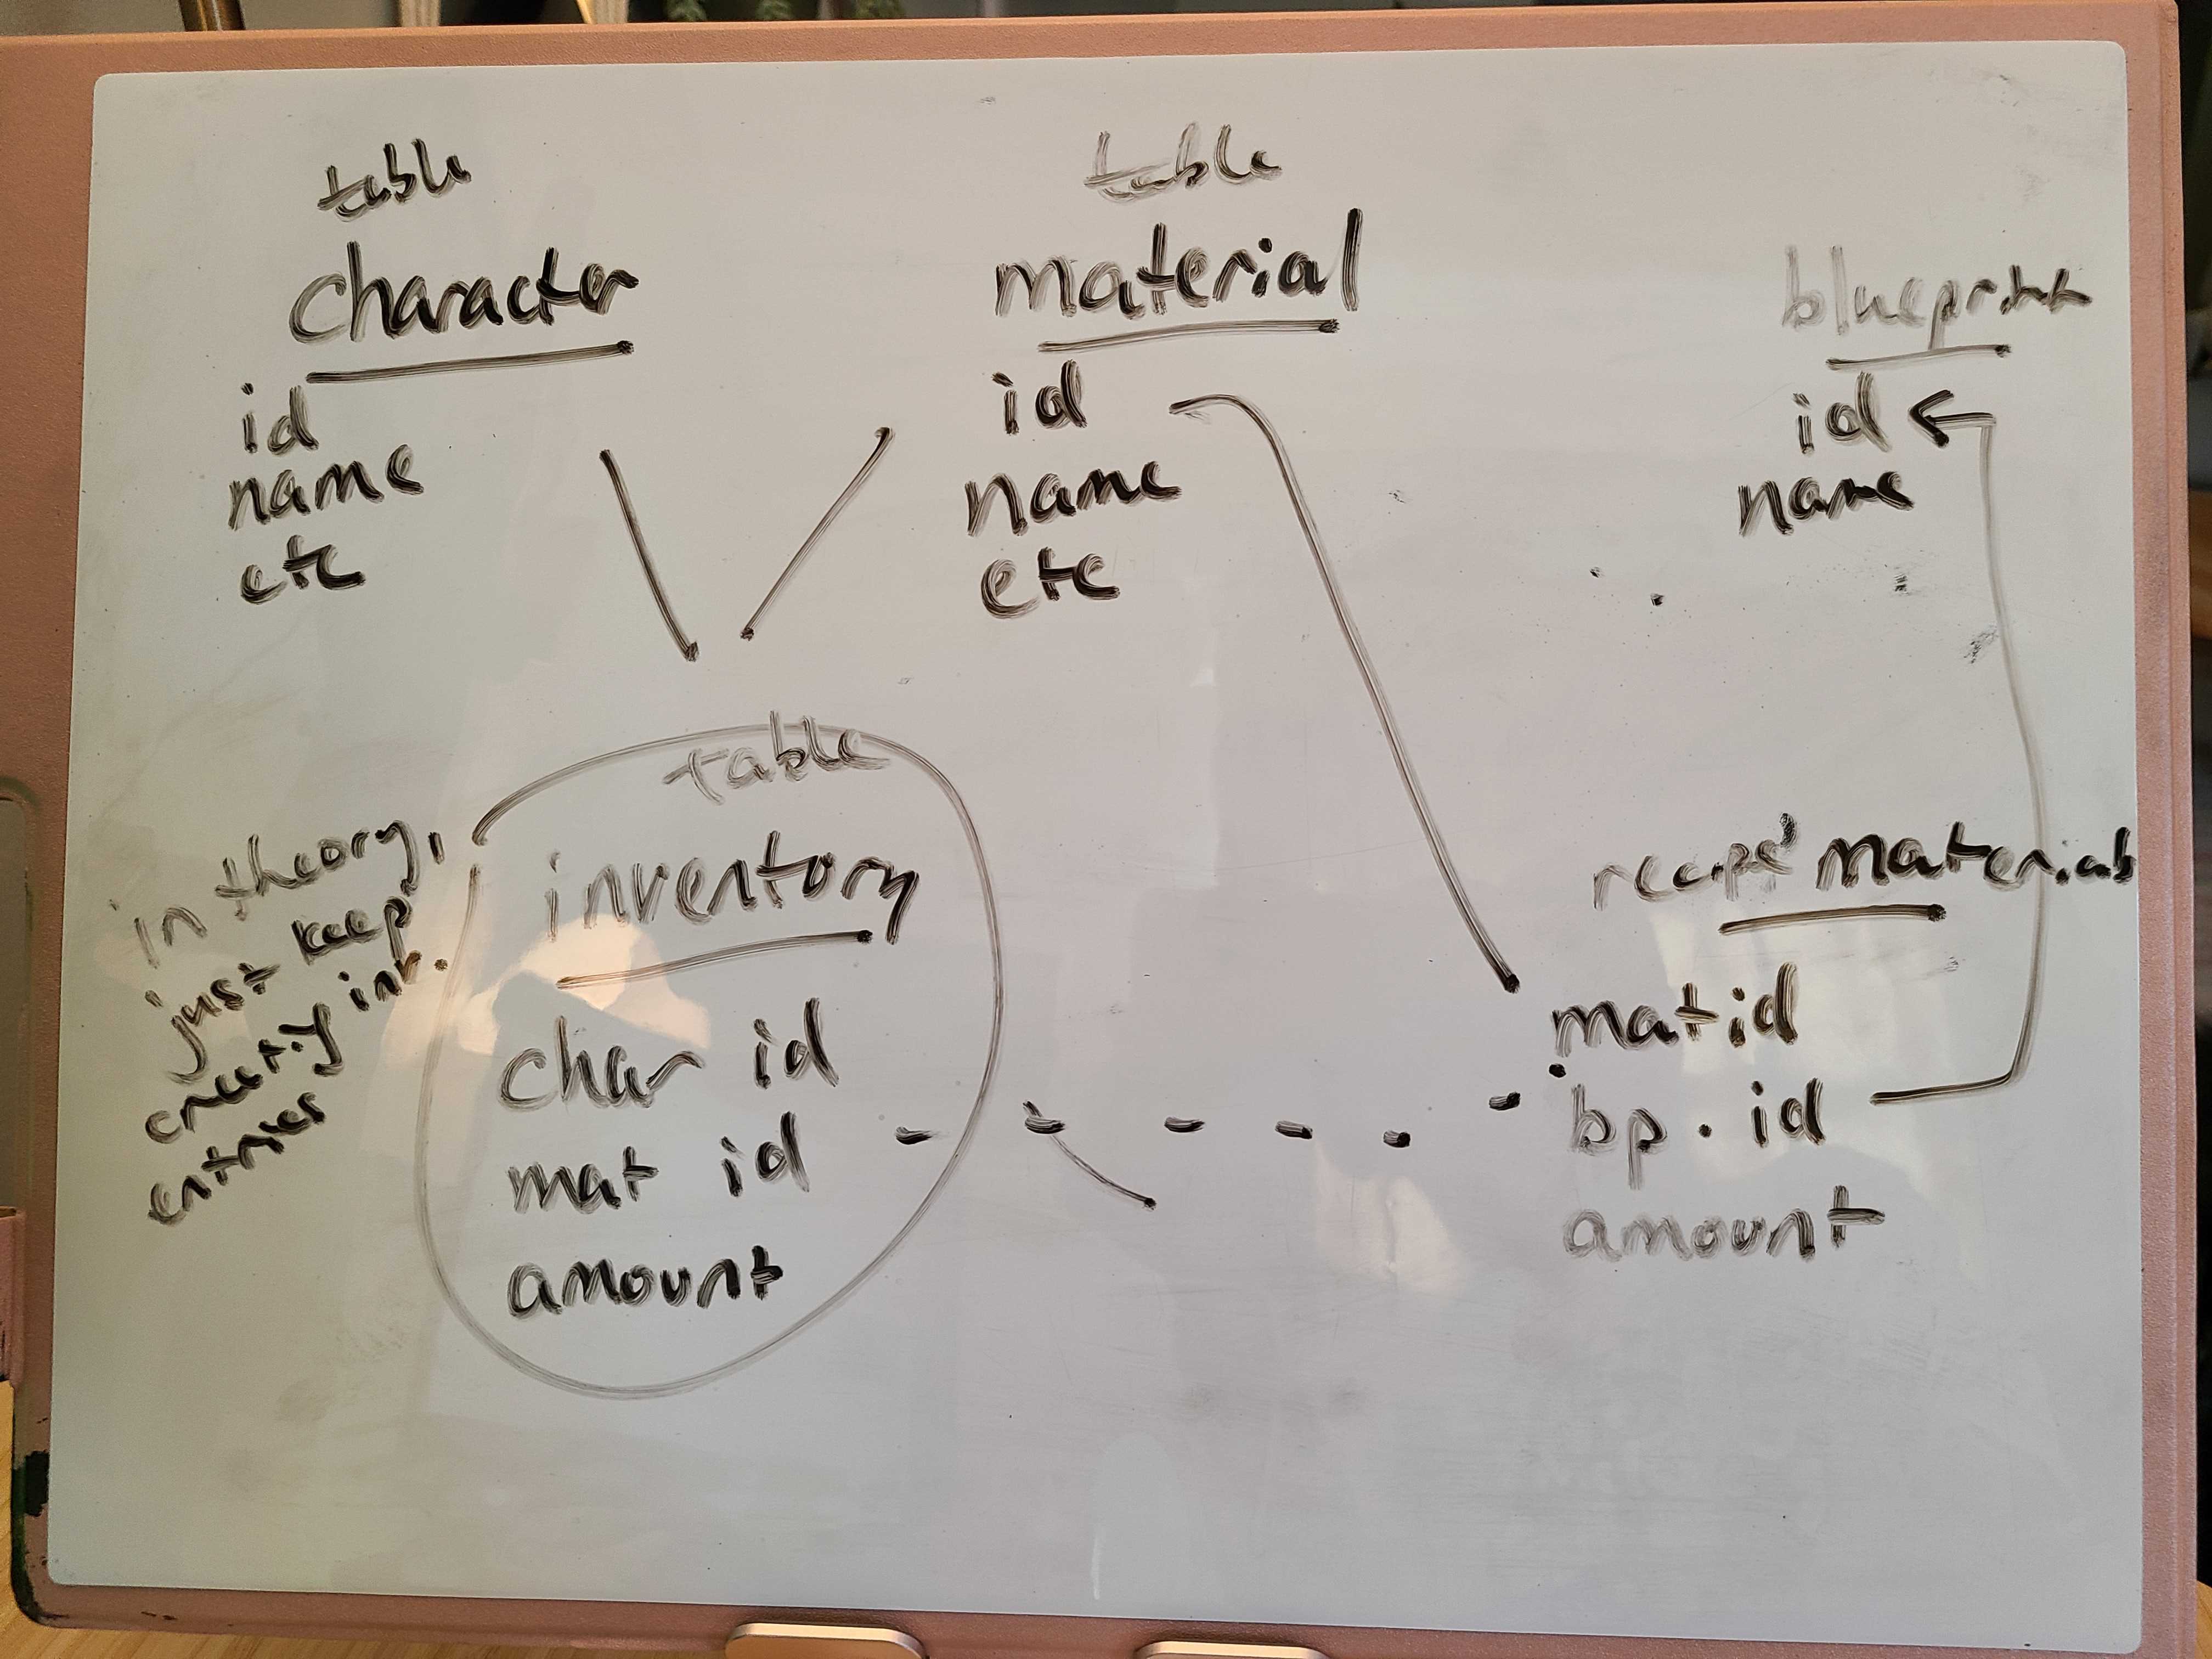 table
character
id
name
etc
table
material
id
name
etc
blueprint
id
name
in theory,
just keep
creating inv.
entries
table
inventory
char id
mat id
amount
recipe materials
mat id
bp. id
amount